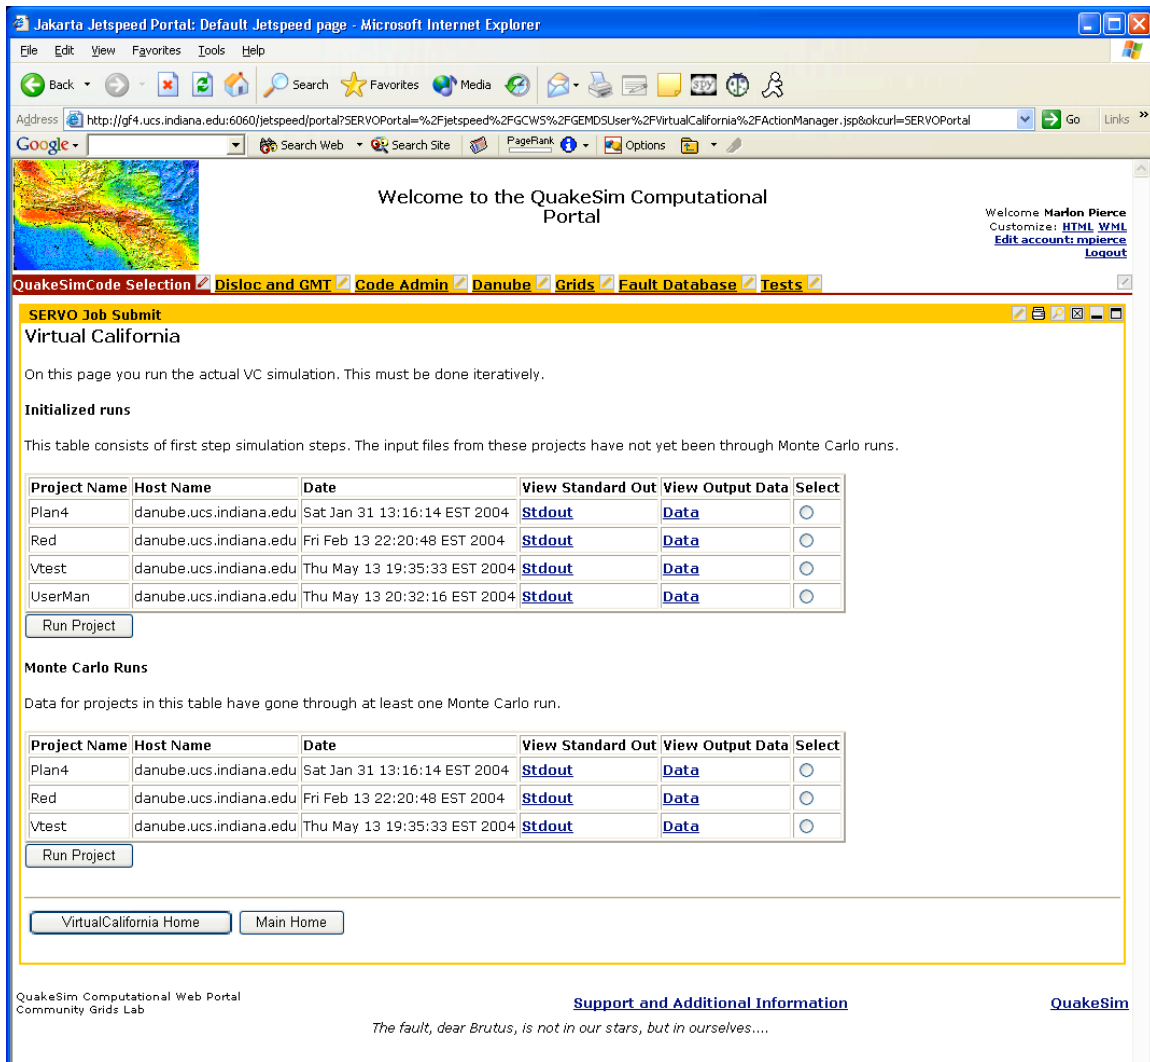 Jakarta Jetspeed Portal: Default Jetspeed page - Microsoft Internet Explorer
File Edit View Favorites Tools Help
Back Search Favorites Media SPY
Address http://gf4.ucs.indiana.edu:6060/jetspeed/portal?SERVOPortal=%2Fjetspeed%2FGCWS%2FGEMDSUser%2FVirtualCalifornia%2FActionManager.jsp&okcurl=SERVOPortal Go Links »
Google Search Web Search Site PageRank Options
Welcome to the QuakeSim Computational
Portal
Welcome Marlon Pierce
Customize: HTML WML
Edit account: mpierce
Logout
QuakeSimCode Selection Disloc and GMT Code Admin Danube Grids Fault Database Tests
SERVO Job Submit
Virtual California
On this page you run the actual VC simulation. This must be done iteratively.
Initialized runs
This table consists of first step simulation steps. The input files from these projects have not yet been through Monte Carlo runs.
Project Name Host Name Date View Standard Out View Output Data Select
Plan4 danube.ucs.indiana.edu Sat Jan 31 13:16:14 EST 2004 Stdout Data
Red danube.ucs.indiana.edu Fri Feb 13 22:20:48 EST 2004 Stdout Data
Vtest danube.ucs.indiana.edu Thu May 13 19:35:33 EST 2004 Stdout Data
UserMan danube.ucs.indiana.edu Thu May 13 20:32:16 EST 2004 Stdout Data
Run Project
Monte Carlo Runs
Data for projects in this table have gone through at least one Monte Carlo run.
Project Name Host Name Date View Standard Out View Output Data Select
Plan4 danube.ucs.indiana.edu Sat Jan 31 13:16:14 EST 2004 Stdout Data
Red danube.ucs.indiana.edu Fri Feb 13 22:20:48 EST 2004 Stdout Data
Vtest danube.ucs.indiana.edu Thu May 13 19:35:33 EST 2004 Stdout Data
Run Project
VirtualCalifornia Home Main Home
QuakeSim Computational Web Portal
Community Grids Lab
Support and Additional Information QuakeSim
The fault, dear Brutus, is not in our stars, but in ourselves....